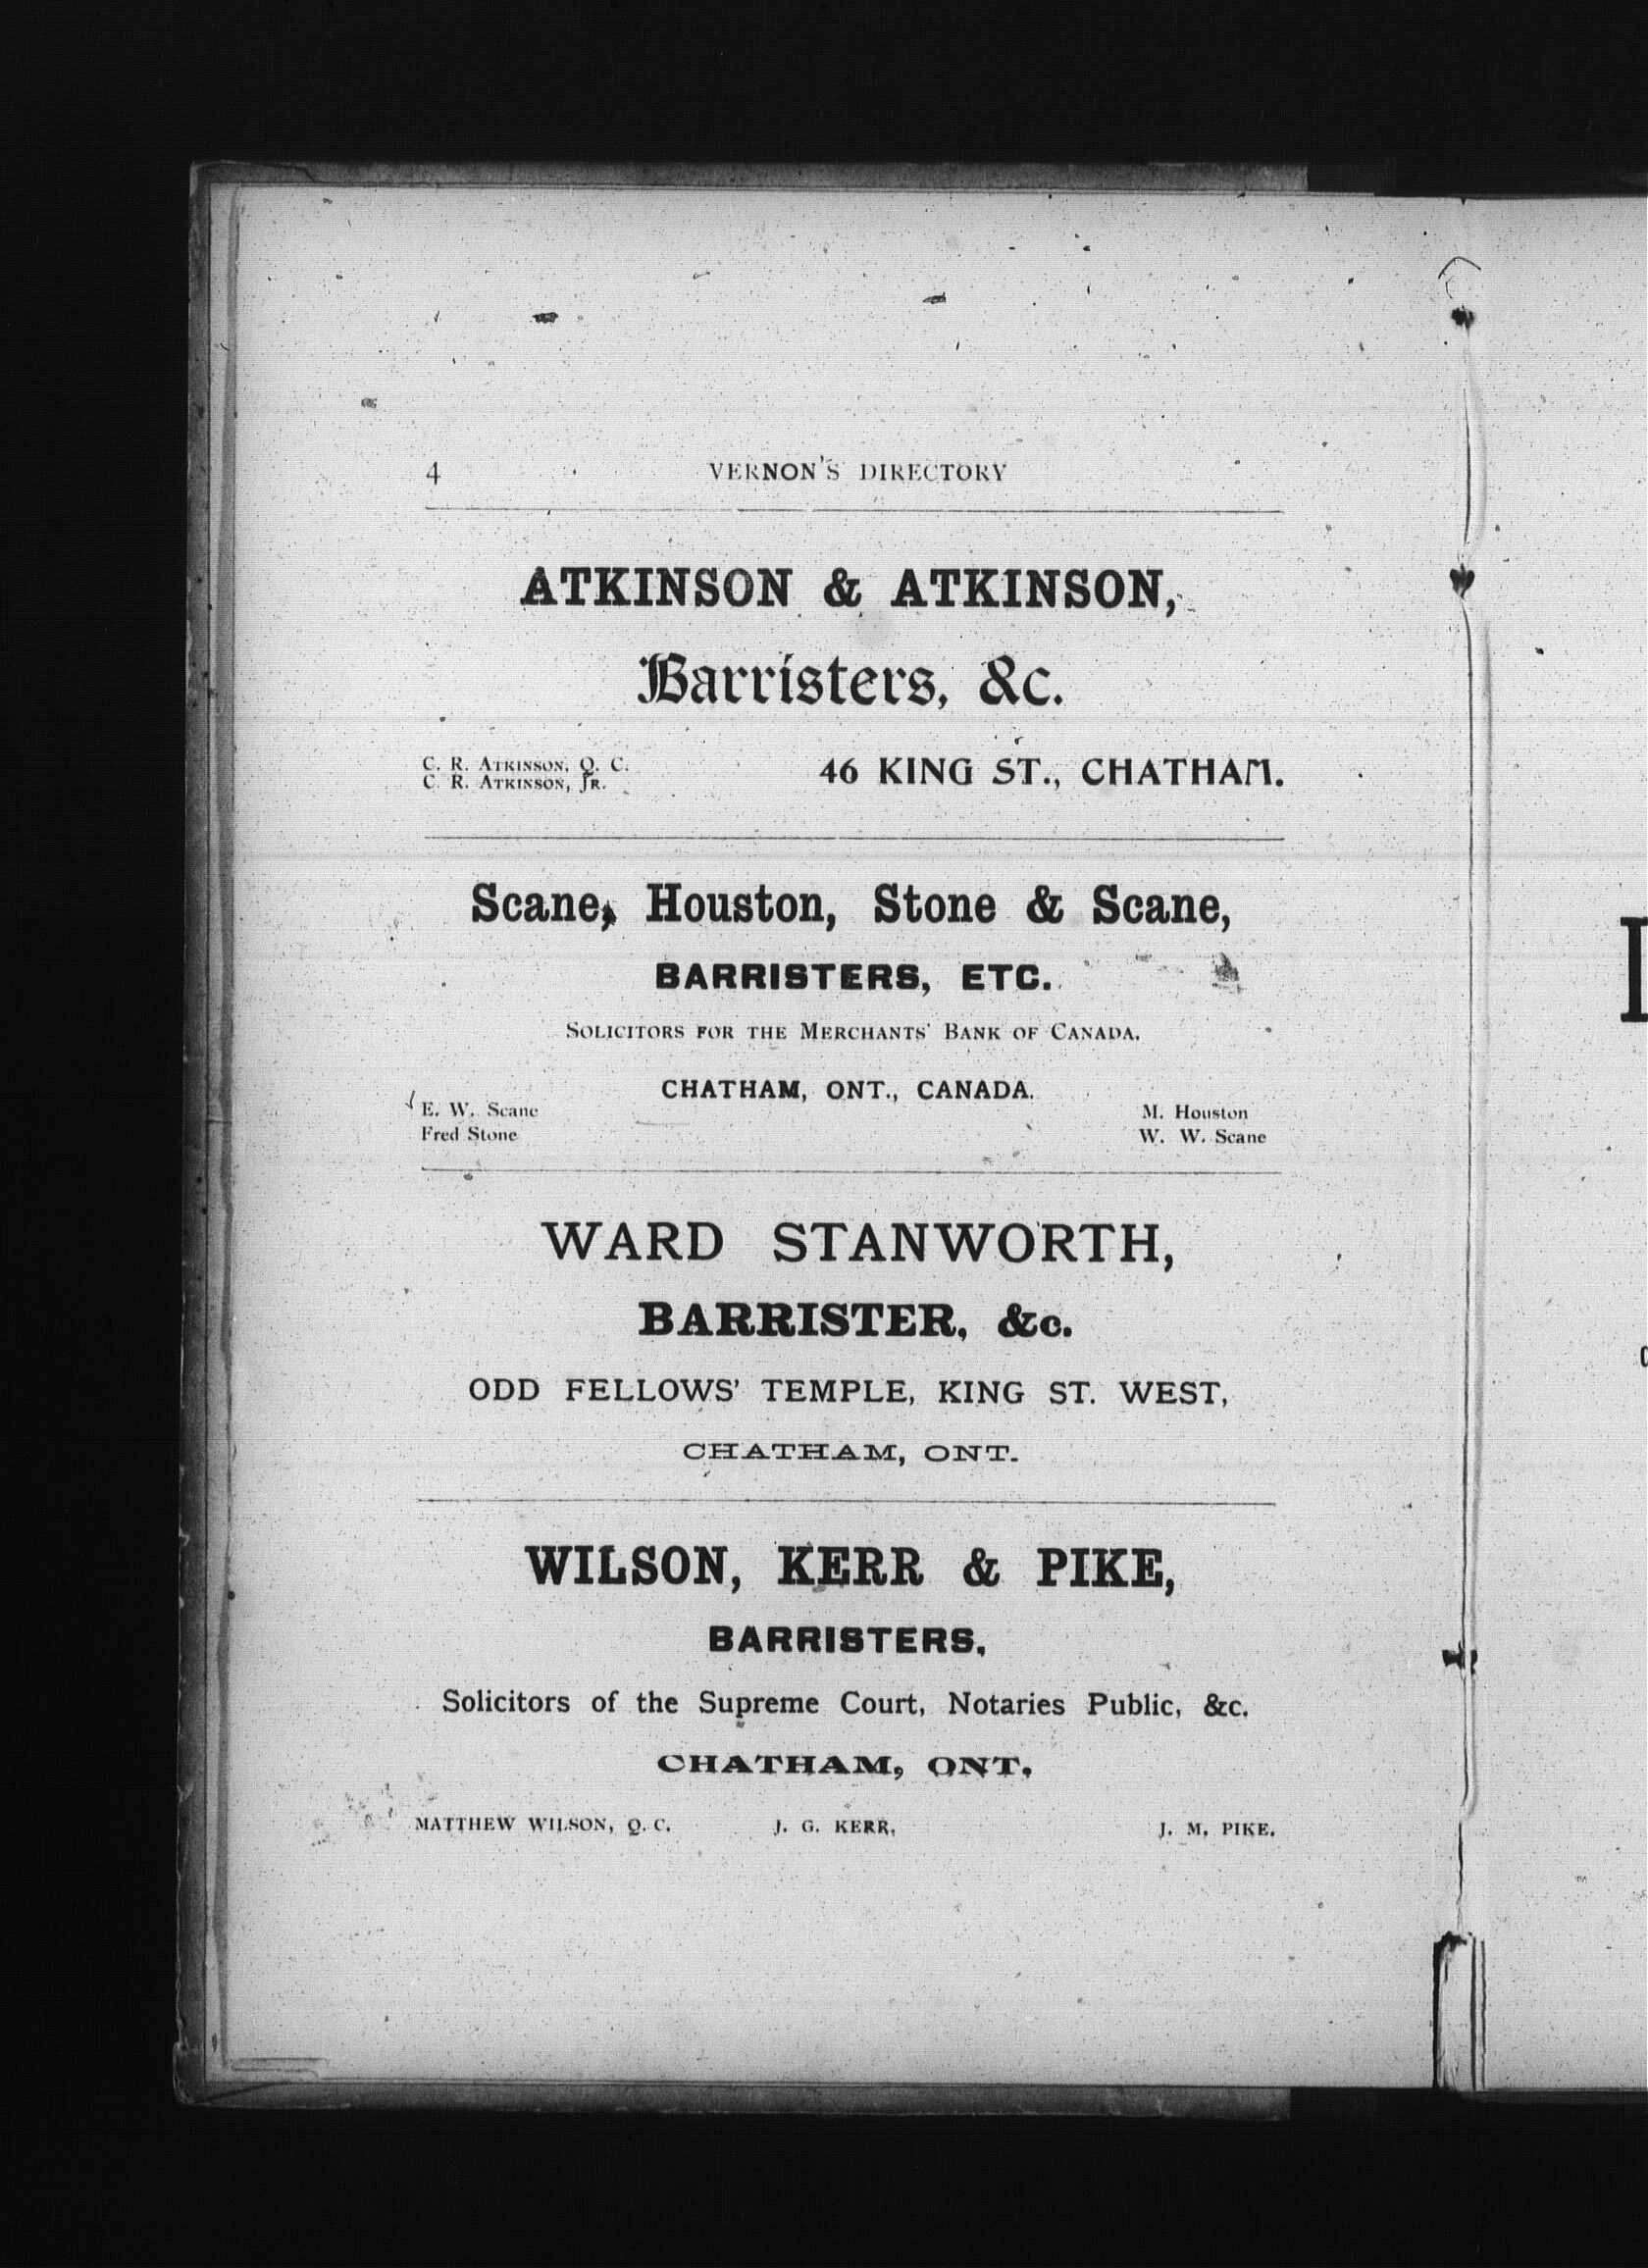 4 VERNON'S DIRECTORY
ATKINSON & ATKINSON,
Barristers, &c.
C. R. ATKINSON, Q. C.
C. R. ATKINSON, JR.
46 KING ST., CHATHAM.
Scane, Houston, Stone & Scane,
BARRISTERS, ETC.
SOLICITORS FOR THE MERCHANTS' BANK OF CANADA.
CHATHAM, ONT., CANADA.
E. W. Scane M. Houston
Fred Stone W. W. Scane
WARD STANWORTH,
BARRISTER, &c.
ODD FELLOWS' TEMPLE, KING ST. WEST,
CHATHAM, ONT.
WILSON, KERR & PIKE,
BARRISTERS,
Solicitors of the Supreme Court, Notaries Public, &c.
CHATHAM, ONT.
MATTHEW WILSON, Q. C. J. G. KERR, J. M. PIKE.